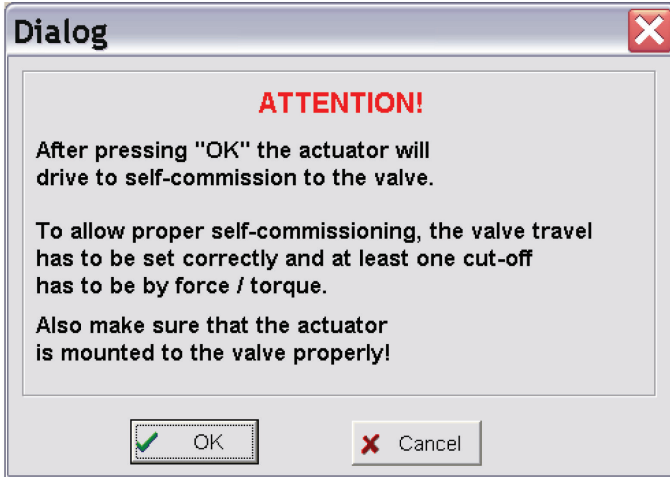 Dialog
ATTENTION!
After pressing "OK" the actuator will
drive to self-commission to the valve.
To allow proper self-commissioning, the valve travel
has to be set correctly and at least one cut-off
has to be by force / torque.
Also make sure that the actuator
is mounted to the valve properly!
OK
Cancel